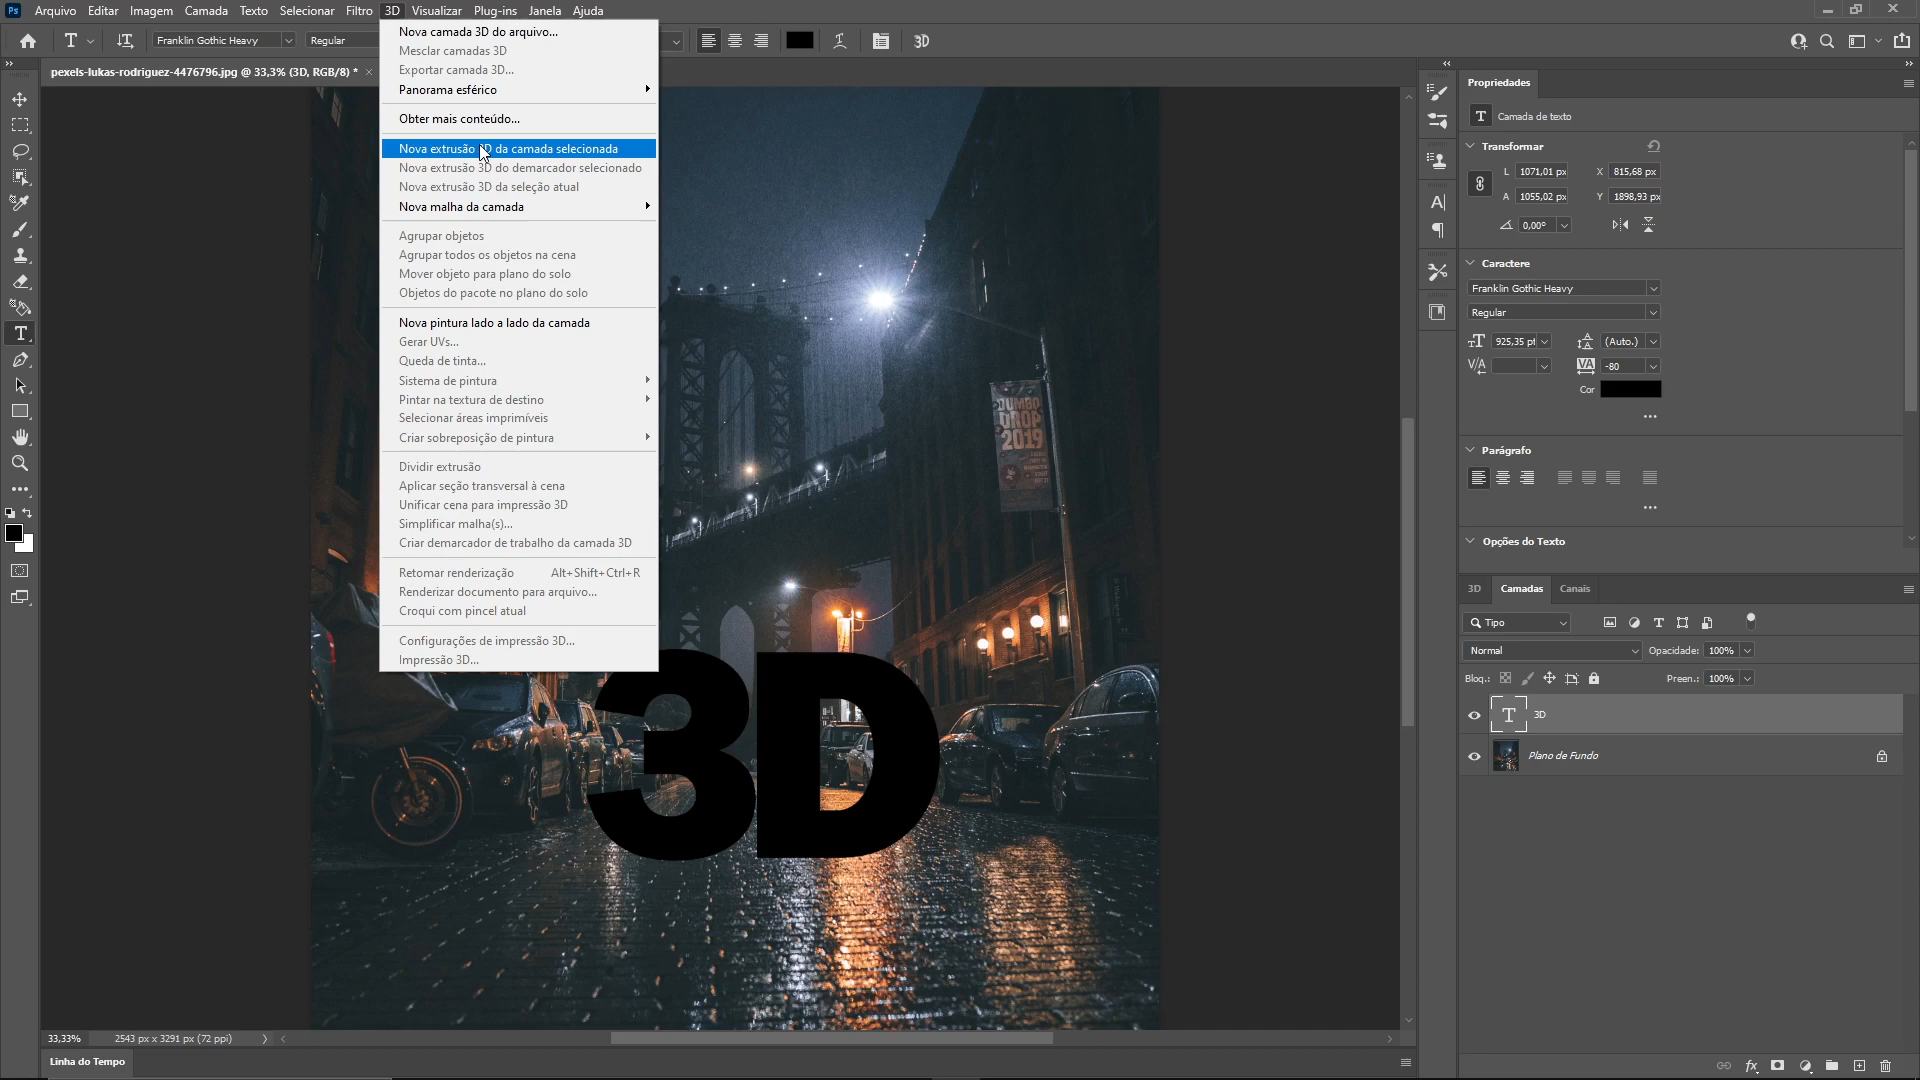 Ps Arquivo Editar Imagem Camada Texto Selecionar Filtro 3D Visualizar Plug-ins Janela Ajuda
T Franklin Gothic Heavy Regular 3D
pexels-lukas-rodriguez-4476796.jpg @ 33,3% (3D, RGB/8) *
Nova camada 3D do arquivo...
Mesclar camadas 3D
Exportar camada 3D...
Panorama esférico
Obter mais conteúdo...
Nova extrusão 3D da camada selecionada
Nova extrusão 3D do demarcador selecionado
Nova extrusão 3D da seleção atual
Nova malha da camada
Agrupar objetos
Agrupar todos os objetos na cena
Mover objeto para plano do solo
Objetos do pacote no plano do solo
Nova pintura lado a lado da camada
Gerar UVs...
Queda de tinta...
Sistema de pintura
Pintar na textura de destino
Selecionar áreas imprimíveis
Criar sobreposição de pintura
Dividir extrusão
Aplicar seção transversal à cena
Unificar cena para impressão 3D
Simplificar malha(s)...
Criar demarcador de trabalho da camada 3D
Retomar renderização Alt+Shift+Ctrl+R
Renderizar documento para arquivo...
Croqui com pincel atual
Configurações de impressão 3D...
Impressão 3D...
DUMBO
DROP
2019
3D
33,33% 2543 px x 3291 px (72 ppi)
Linha do Tempo
Propriedades
T Camada de texto
Transformar
L 1071,01 px X 815,68 px
A 1055,02 px Y 1898,93 px
0,00°
Caractere
Franklin Gothic Heavy
Regular
925,35 pt (Auto.)
-80
Cor
Parágrafo
Opções do Texto
3D Camadas Canais
Tipo
Normal Opacidade: 100%
Bloq.: Preen.: 100%
T 3D
Plano de Fundo
fx